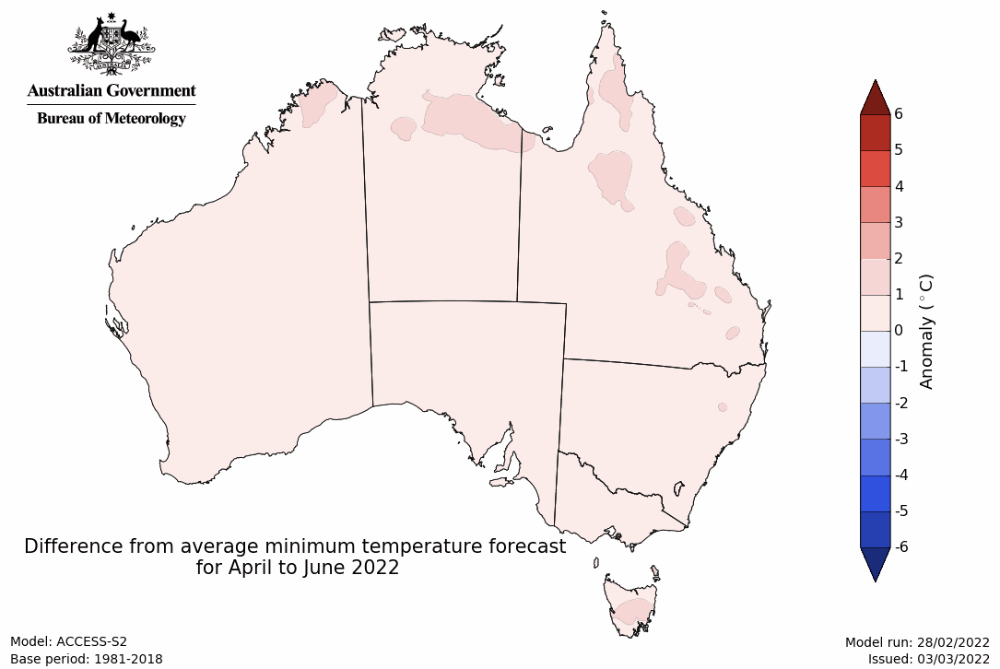 Australian Government
Bureau of Meteorology
6
5
4
3
2
1
0
-1
-2
-3
-4
-5
-6
Anomaly (°C)
Difference from average minimum temperature forecast
for April to June 2022
Model: ACCESS-S2
Base period: 1981-2018
Model run: 28/02/2022
Issued: 03/03/2022